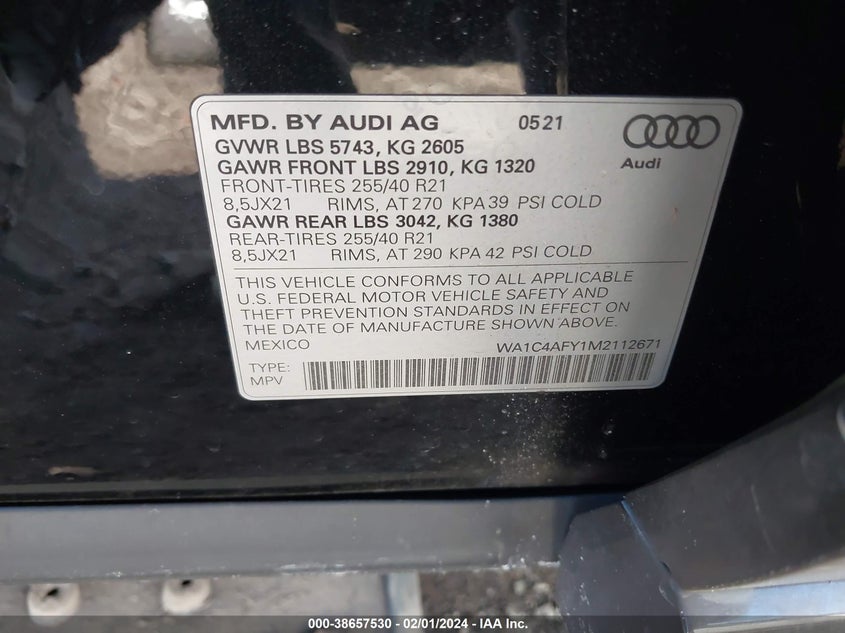 MFD. BY AUDI AG 05 21
Audi
GVWR LBS 5743, KG 2605
GAWR FRONT LBS 2910, KG 1320
FRONT-TIRES 255/40 R21
8,5JX21 RIMS, AT 270 KPA 39 PSI COLD
GAWR REAR LBS 3042, KG 1380
REAR-TIRES 255/40 R21
8,5JX21 RIMS, AT 290 KPA 42 PSI COLD
THIS VEHICLE CONFORMS TO ALL APPLICABLE
U.S. FEDERAL MOTOR VEHICLE SAFETY AND
THEFT PREVENTION STANDARDS IN EFFECT ON
THE DATE OF MANUFACTURE SHOWN ABOVE.
MEXICO WA1C4AFY1M2112671
TYPE:
MPV
000-38657530 - 02/01/2024 - IAA Inc.